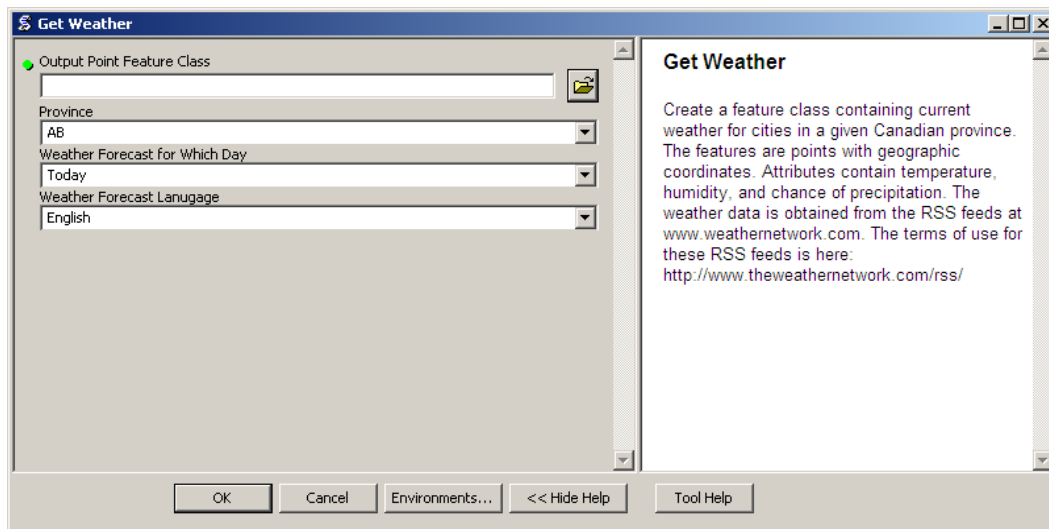 Get Weather
Output Point Feature Class
Province
AB
Weather Forecast for Which Day
Today
Weather Forecast Lanugage
English
Get Weather
Create a feature class containing current
weather for cities in a given Canadian province.
The features are points with geographic
coordinates. Attributes contain temperature,
humidity, and chance of precipitation. The
weather data is obtained from the RSS feeds at
www.weathernetwork.com. The terms of use for
these RSS feeds is here:
http://www.theweathernetwork.com/rss/
OK
Cancel
Environments...
<< Hide Help
Tool Help